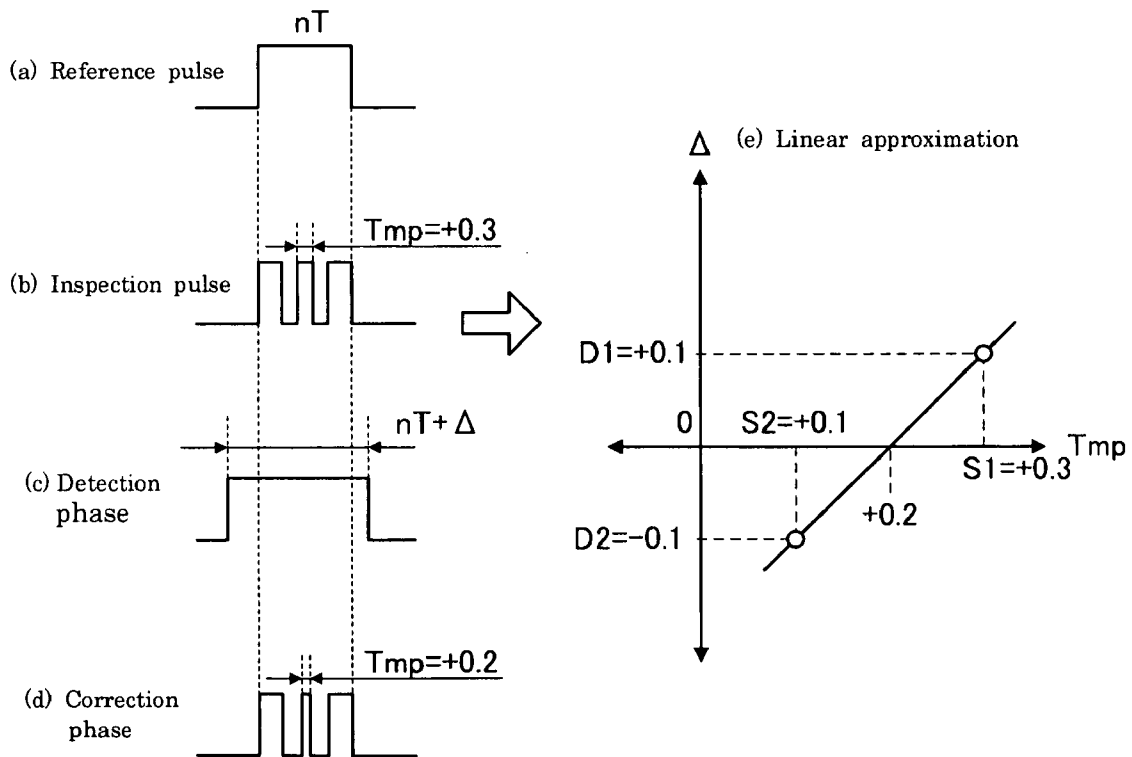 nT
(a) Reference pulse
Δ
(e) Linear approximation
Tmp=+0.3
(b) Inspection pulse
D1=+0.1
0
S2=+0.1
Tmp
S1=+0.3
+0.2
D2=-0.1
nT+Δ
(c) Detection
phase
Tmp=+0.2
(d) Correction
phase